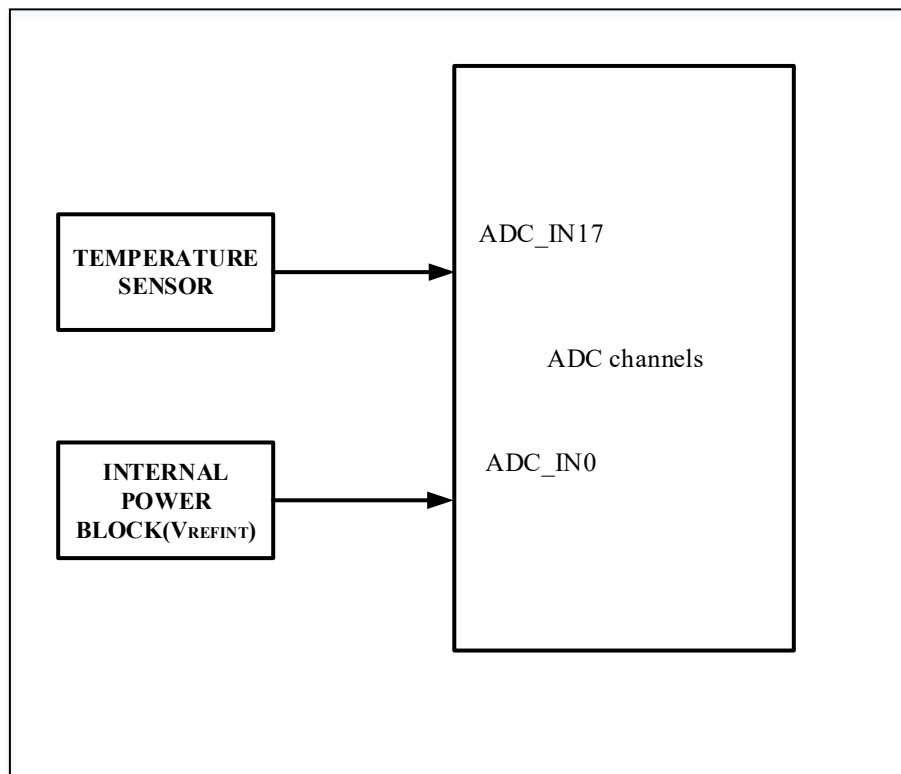 TEMPERATURE
SENSOR
ADC_IN17
ADC channels
INTERNAL
POWER
BLOCK(VREFINT)
ADC_IN0